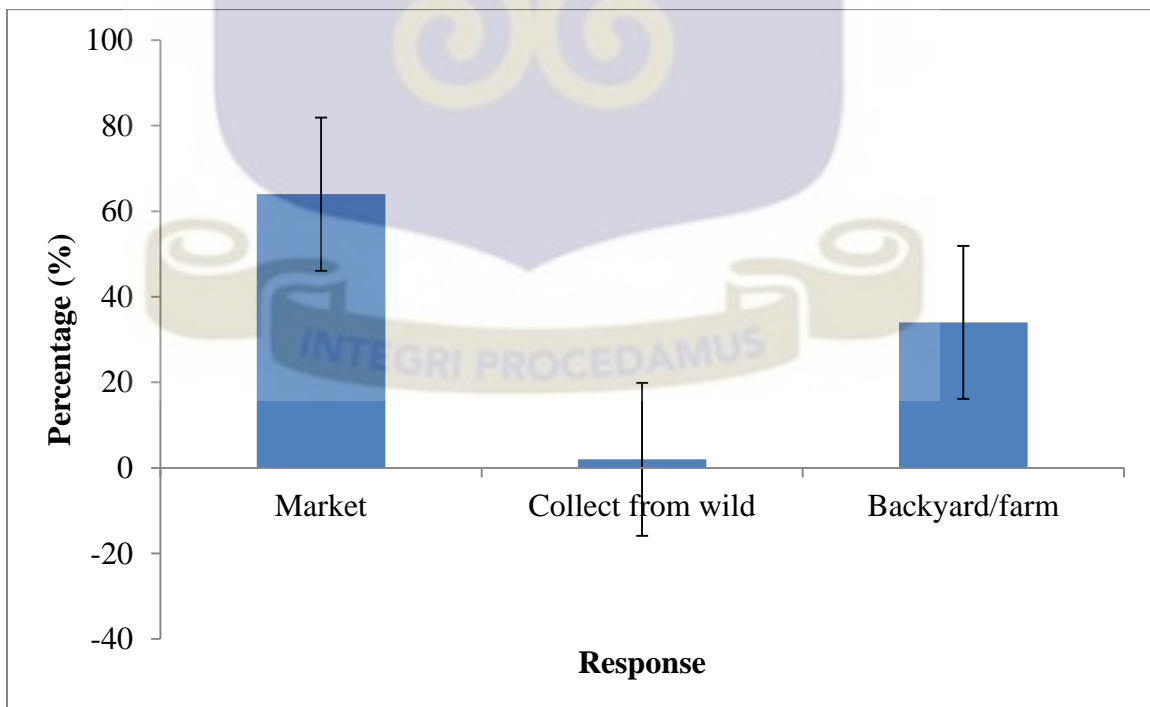 100
80
60
40
20
0
-20
-40
Percentage (%)
Market
Collect from wild
Backyard/farm
Response
INTEGRI PROCEDAMUS